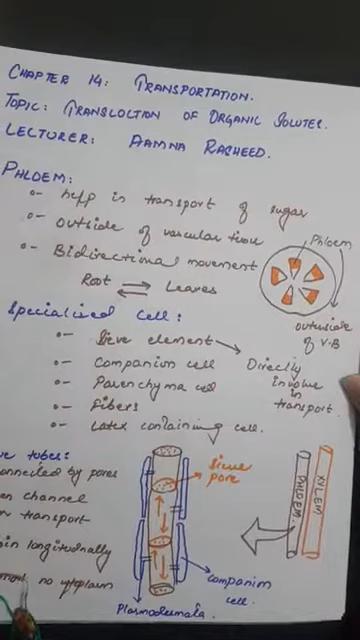 CHAPTER 14: TRANSPORTATION.
TOPIC: TRANSLOCTION OF ORGANIC SOLUTES.
LECTURER: AAMNA RASHEED.
PHLOEM:
o- help in transport of sugar
o- outside of vascular tissue
o- Bidirectional movement
Root ⇌ Leaves
Phloem
outerside
of V.B
Specialized Cell:
o- Sieve element → Directly
involve
in
transport.
o- Companion cell
o- Parenchyma cell
o- Fibers
o- Latex containing cell.
tubes:
connected by pores
channel
transport
longitudnally
no cytoplasm
Sieve
pore
Companion
cell.
Plasmodesmata.
PHLOEM
XYLEM